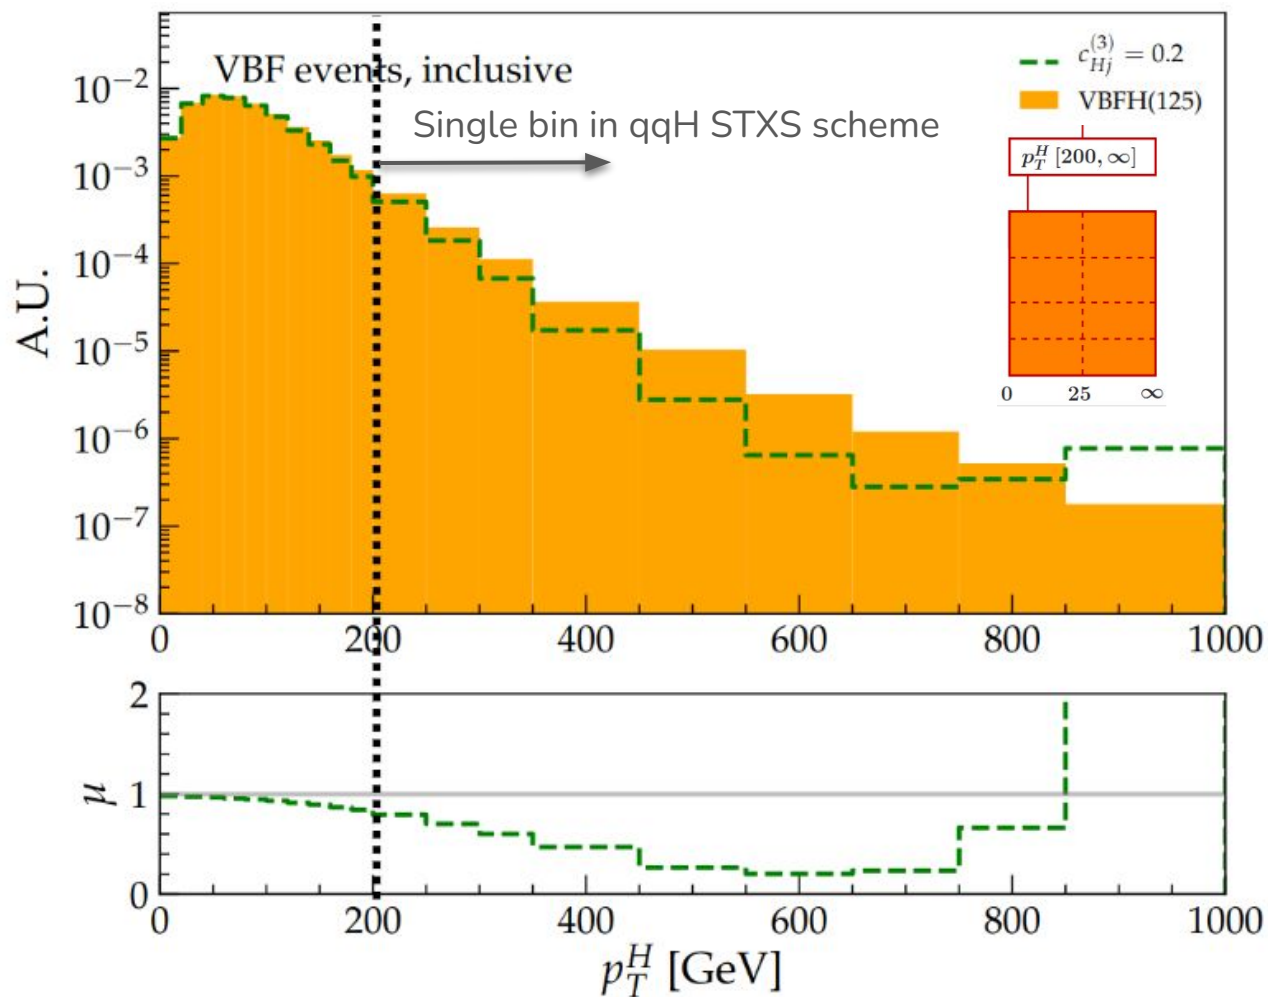 VBF events, inclusive
Single bin in qqH STXS scheme
c_{Hj}^{(3)} = 0.2
VBFH(125)
p_T^H [200, ∞]
0 25 ∞
A.U.
10^{-2}
10^{-3}
10^{-4}
10^{-5}
10^{-6}
10^{-7}
10^{-8}
0 200 400 600 800 1000
μ
2
1
0
0 200 400 600 800 1000
p_T^H [GeV]